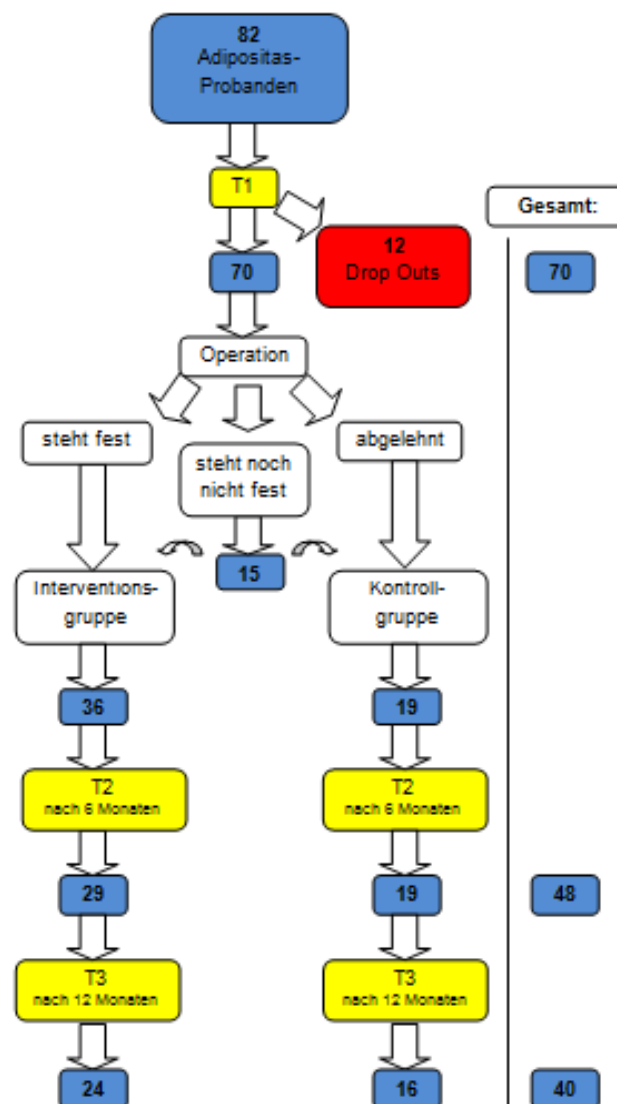 82
Adipositas-
Probanden
T1
Gesamt:
12
Drop Outs
70
70
Operation
steht fest
steht noch
nicht fest
abgelehnt
15
Interventions-
gruppe
Kontroll-
gruppe
36
19
T2
nach 6 Monaten
T2
nach 6 Monaten
29
19
48
T3
nach 12 Monaten
T3
nach 12 Monaten
24
16
40